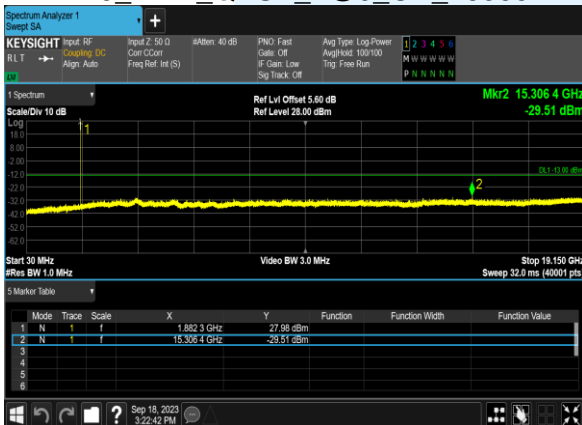 Spectrum Analyzer 1
Swept SA
+
KEYSIGHT Input: RF Input Z: 50 Ω #Atten: 40 dB PNO: Fast Avg Type: Log-Power 1 2 3 4 5 6
RLT Coupling: DC Corr CCorr Gate: Off Avg|Hold: 100/100 M W W W W W
Align: Auto Freq Ref: Int (S) IF Gain: Low Trig: Free Run
Sig Track: Off P N N N N N
1 Spectrum Ref Lvl Offset 5.60 dB Mkr2 15.306 4 GHz
Scale/Div 10 dB Ref Level 28.00 dBm -29.51 dBm
Log
18.0 1
8.00
-2.00
-12.0 DL1 -13.00 dBm
-22.0 2
-32.0
-42.0
-52.0
-62.0
Start 30 MHz Video BW 3.0 MHz Stop 19.150 GHz
#Res BW 1.0 MHz Sweep 32.0 ms (40001 pts
5 Marker Table
Mode Trace Scale X Y Function Function Width Function Value
1 N 1 f 1.882 3 GHz 27.98 dBm
2 N 1 f 15.306 4 GHz -29.51 dBm
3
4
5
6
? Sep 18, 2023
3:22:42 PM